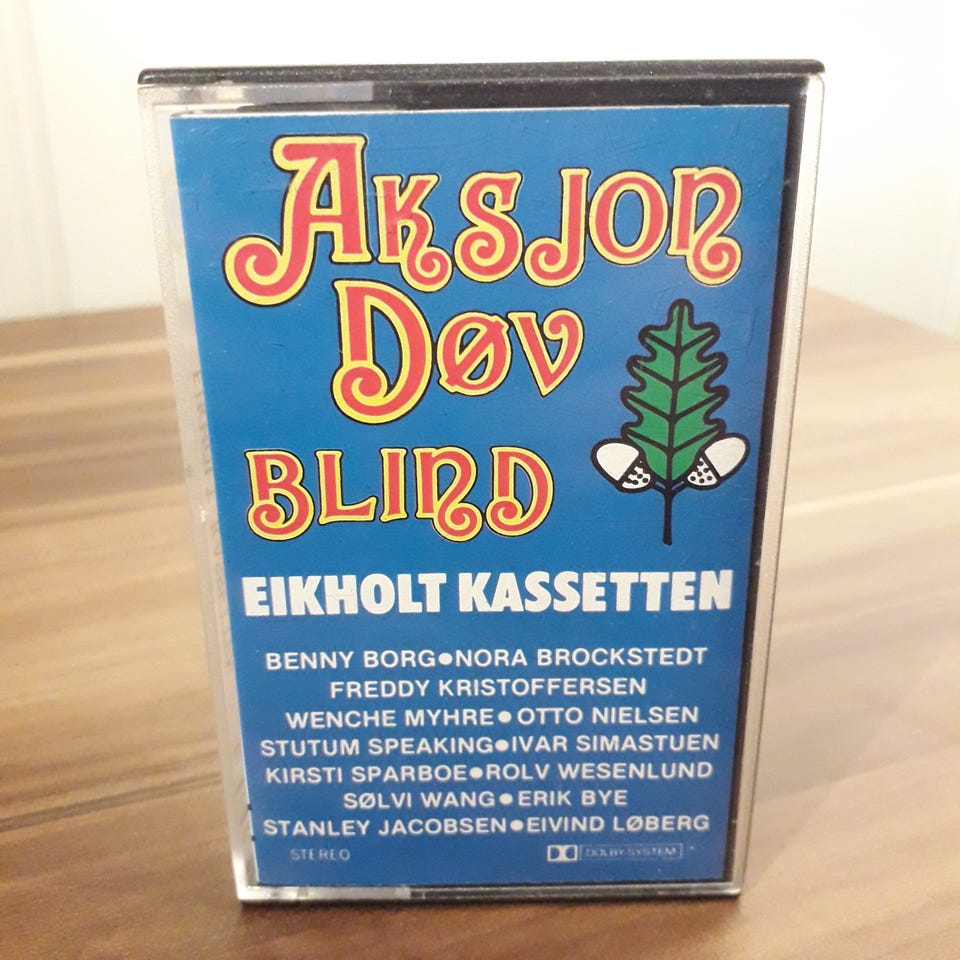 AKSJON
DØV
BLIND
EIKHOLT KASSETTEN
BENNY BORG●NORA BROCKSTEDT
FREDDY KRISTOFFERSEN
WENCHE MYHRE●OTTO NIELSEN
STUTUM SPEAKING●IVAR SIMASTUEN
KIRSTI SPARBOE●ROLV WESENLUND
SØLVI WANG●ERIK BYE
STANLEY JACOBSEN●EIVIND LØBERG
STEREO DOLBY SYSTEM